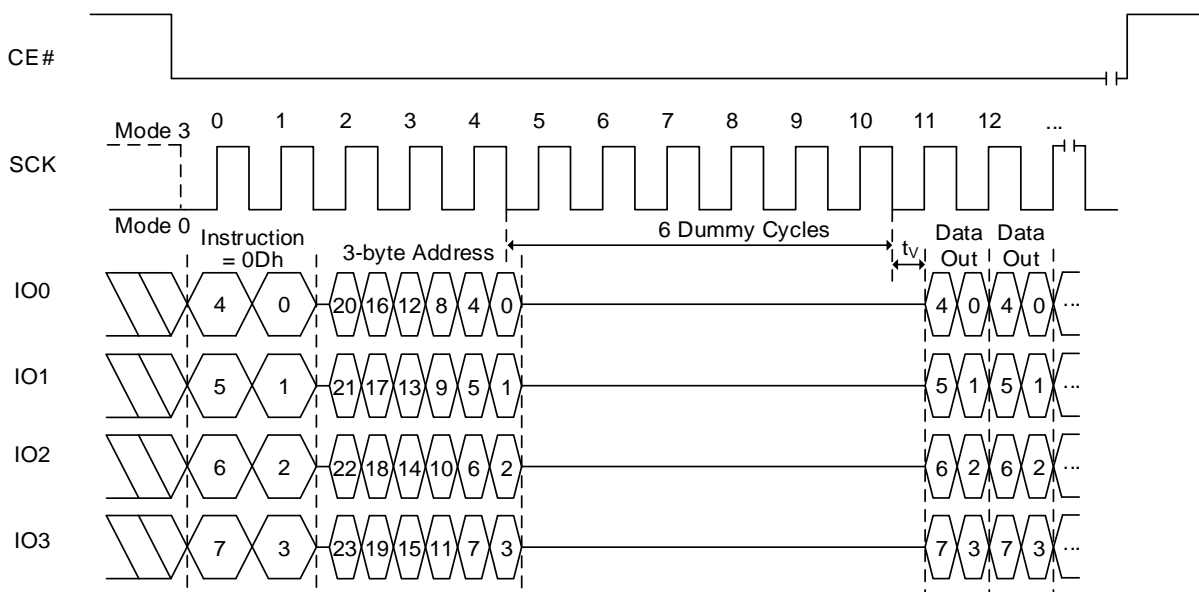 CE#
0 1 2 3 4 5 6 7 8 9 10 11 12 ...
Mode 3
SCK
Mode 0
Instruction
= 0Dh
3-byte Address
6 Dummy Cycles
tV
Data
Out
Data
Out
IO0 4 0 20 16 12 8 4 0 4 0 4 0 ...
IO1 5 1 21 17 13 9 5 1 5 1 5 1 ...
IO2 6 2 22 18 14 10 6 2 6 2 6 2 ...
IO3 7 3 23 19 15 11 7 3 7 3 7 3 ...